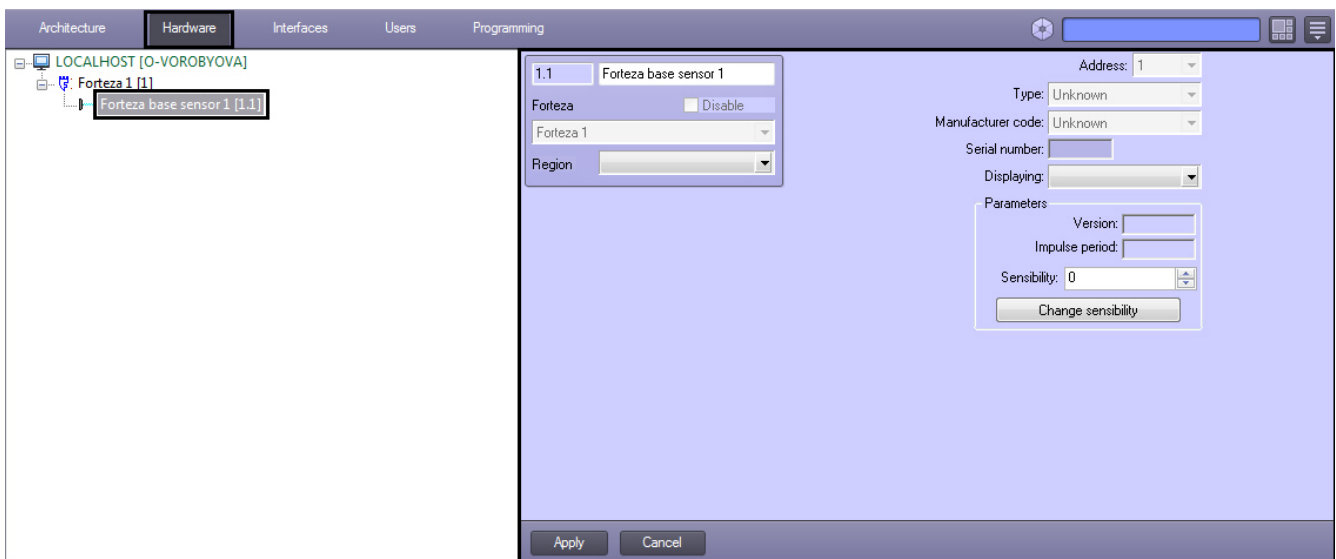 Architecture Hardware Interfaces Users Programming
LOCALHOST [O-VOROBYOVA]
Forteza 1 [1]
Forteza base sensor 1 [1.1]
1.1 Forteza base sensor 1
Forteza Disable
Forteza 1
Region
Address: 1
Type: Unknown
Manufacturer code: Unknown
Serial number:
Displaying:
Parameters
Version:
Impulse period:
Sensibility: 0
Change sensibility
Apply Cancel